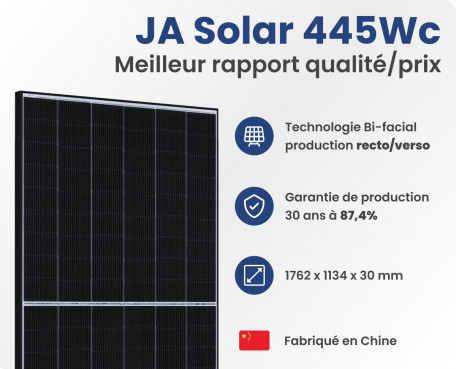 JA Solar 445Wc
Meilleur rapport qualité/prix
Technologie Bi-facial
production recto/verso
Garantie de production
30 ans à 87,4%
1762 x 1134 x 30 mm
Fabriqué en Chine